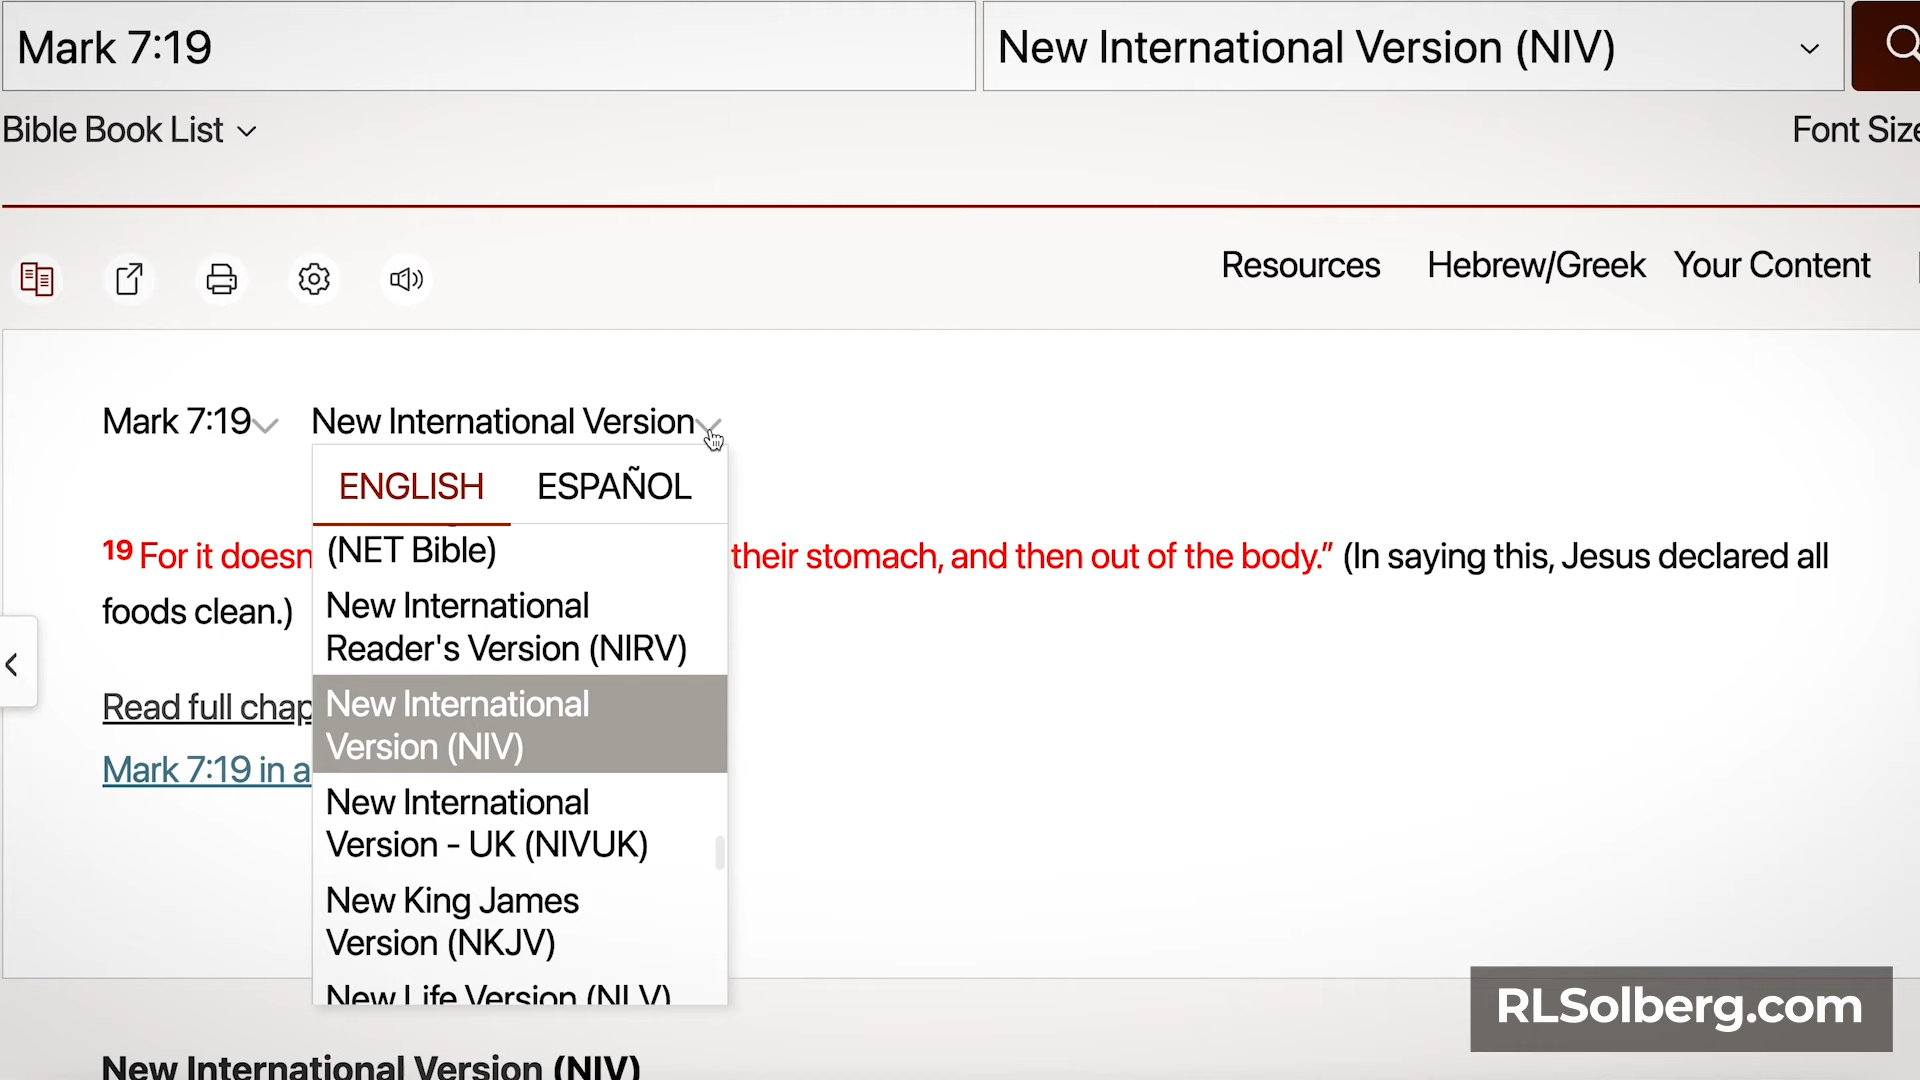 Mark 7:19
New International Version (NIV)
Bible Book List
Font Size
Resources
Hebrew/Greek
Your Content
Mark 7:19
New International Version
ENGLISH
ESPAÑOL
19 For it doesn their stomach, and then out of the body.” (In saying this, Jesus declared all
foods clean.)
Read full chap
Mark 7:19 in a
(NET Bible)
New International
Reader's Version (NIRV)
New International
Version (NIV)
New International
Version - UK (NIVUK)
New King James
Version (NKJV)
New Life Version (NLV)
New International Version (NIV)
RLSolberg.com